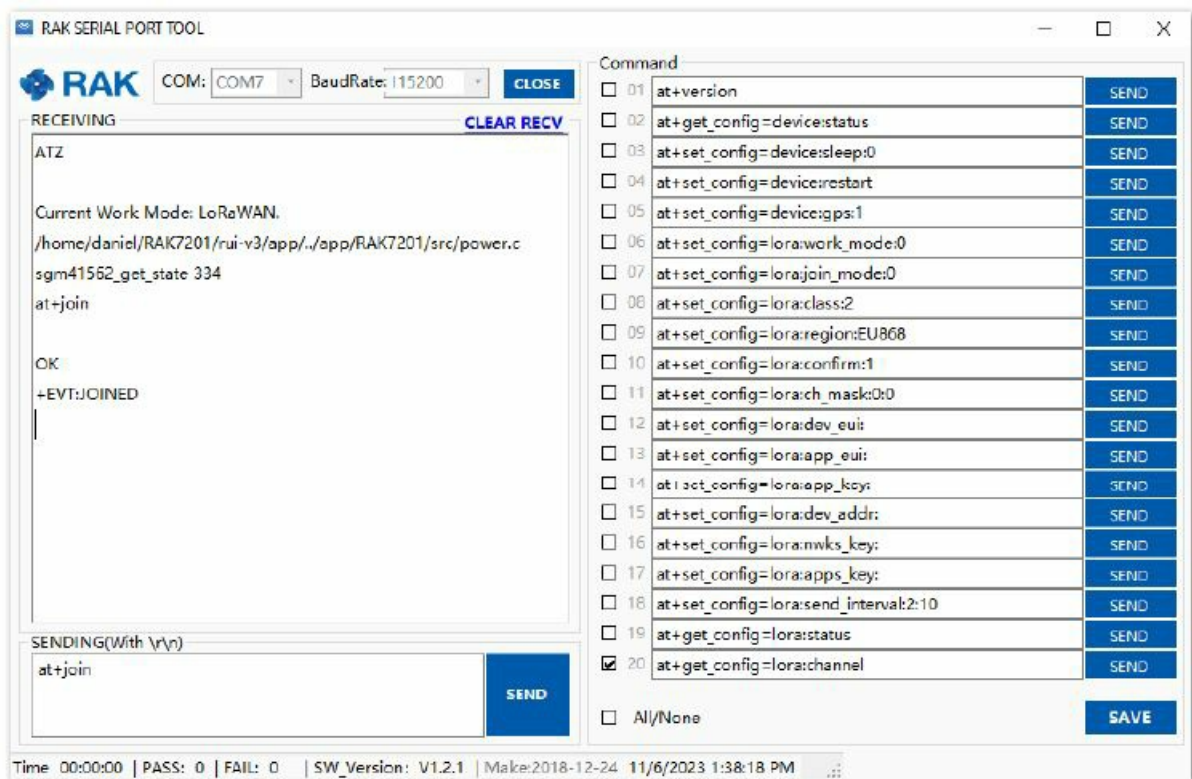 RAK SERIAL PORT TOOL
RAK
COM: COM7 BaudRate: 115200 CLOSE
RECEIVING CLEAR RECV
ATZ
Current Work Mode: LoRaWAN.
/home/daniel/RAK7201/rui-v3/app/../app/RAK7201/src/power.c
sgm41562_get_state 334
at+join
OK
+EVT:JOINED
SENDING(With \r\n)
at+join
SEND
Command
01 at+version SEND
02 at+get_config=device:status SEND
03 at+set_config=device:sleep:0 SEND
04 at+set_config=device:restart SEND
05 at+set_config=device:gps:1 SEND
06 at+set_config=lora:work_mode:0 SEND
07 at+set_config=lora:join_mode:0 SEND
08 at+set_config=lora:class:2 SEND
09 at+set_config=lora:region:EU868 SEND
10 at+set_config=lora:confirm:1 SEND
11 at+set_config=lora:ch_mask:0:0 SEND
12 at+set_config=lora:dev_eui: SEND
13 at+set_config=lora:app_eui: SEND
14 at+set_config=lora:app_key: SEND
15 at+set_config=lora:dev_addr: SEND
16 at+set_config=lora:nwks_key: SEND
17 at+set_config=lora:apps_key: SEND
18 at+set_config=lora:send_interval:2:10 SEND
19 at+get_config=lora:status SEND
20 at+get_config=lora:channel SEND
All/None SAVE
Time 00:00:00 | PASS: 0 | FAIL: 0 | SW_Version: V1.2.1 | Make:2018-12-24 11/6/2023 1:38:18 PM